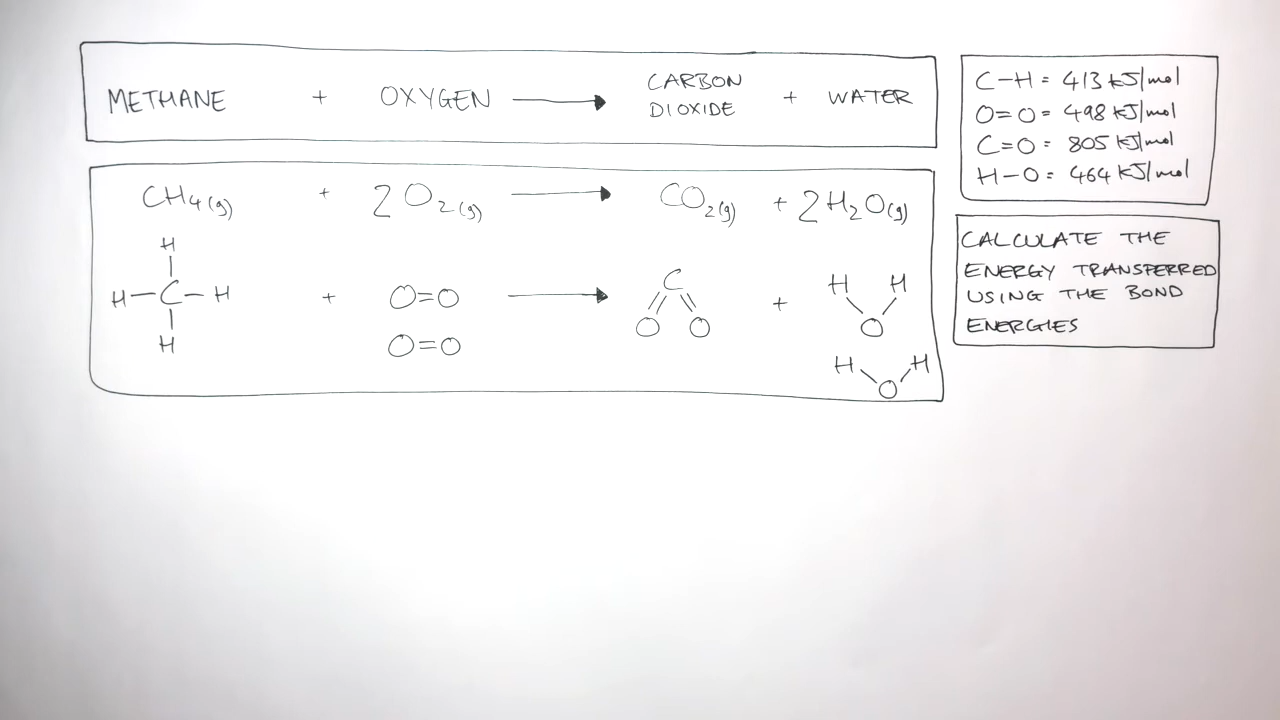 METHANE + OXYGEN → CARBON DIOXIDE + WATER
CH4(g) + 2O2(g) → CO2(g) + 2H2O(g)
H
H–C–H + O=O → C + H H
O O O
H O=O H H
O
C–H = 413 kJ/mol
O=O = 498 kJ/mol
C=O = 805 kJ/mol
H–O = 464 kJ/mol
CALCULATE THE
ENERGY TRANSFERRED
USING THE BOND
ENERGIES